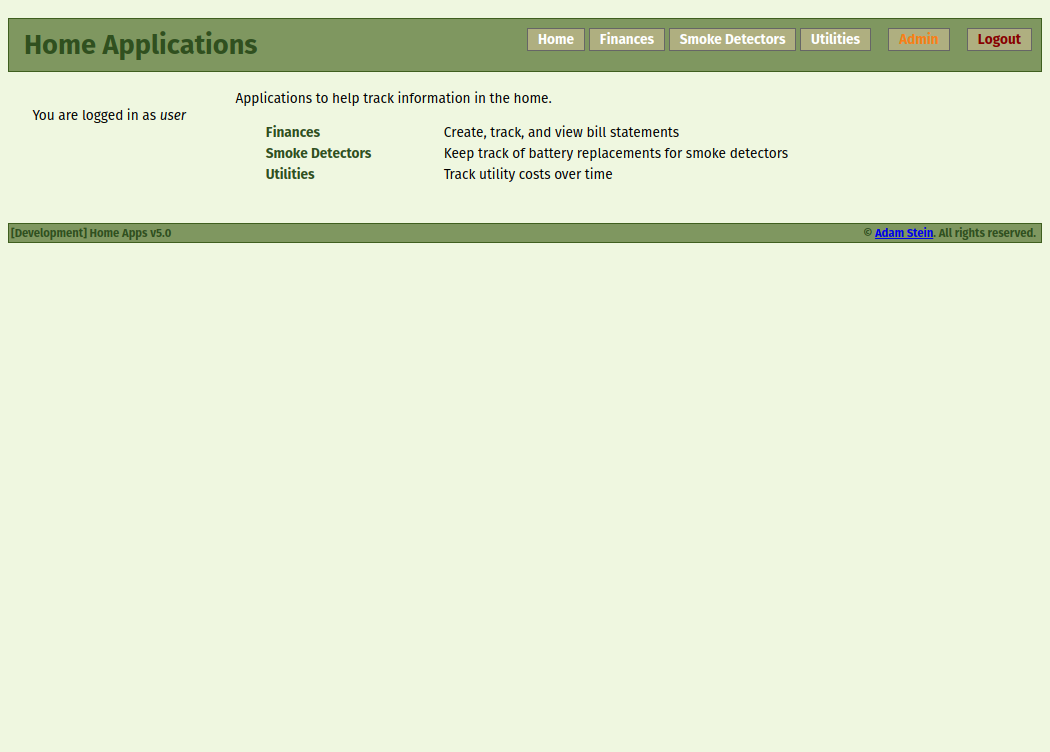 Home Applications
Home Finances Smoke Detectors Utilities Admin Logout
You are logged in as user
Applications to help track information in the home.
Finances Create, track, and view bill statements
Smoke Detectors Keep track of battery replacements for smoke detectors
Utilities Track utility costs over time
[Development] Home Apps v5.0 © Adam Stein. All rights reserved.